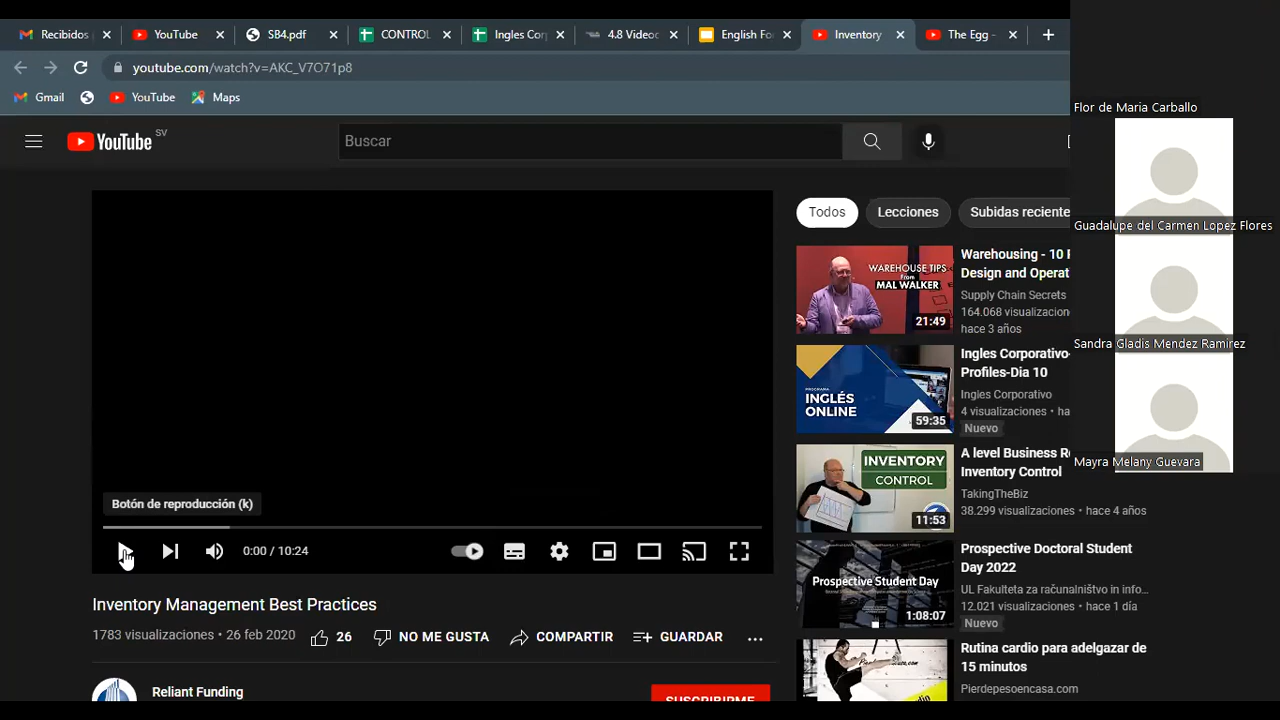 Recibidos
YouTube
SB4.pdf
CONTROL
Ingles Cor
4.8 Videoc
English Fo
Inventory
The Egg -
youtube.com/watch?v=AKC_V7O71p8
Gmail
YouTube
Maps
YouTube SV
Buscar
Botón de reproducción (k)
0:00 / 10:24
Inventory Management Best Practices
1783 visualizaciones • 26 feb 2020
26
NO ME GUSTA
COMPARTIR
GUARDAR
Reliant Funding
SUSCRIBIRME
Todos
Lecciones
Subidas reciente
WAREHOUSE TIPS
From
MAL WALKER
21:49
Warehousing - 10
Design and Operat
Supply Chain Secrets
164.068 visualizacione
hace 3 años
PROGRAMA
INGLÉS
ONLINE
59:35
Ingles Corporativo-
Profiles-Dia 10
Ingles Corporativo
4 visualizaciones • ha
Nuevo
INVENTORY
CONTROL
11:53
A level Business Re
Inventory Control
TakingTheBiz
38.299 visualizaciones • hace 4 años
Prospective Student Day
1:08:07
Prospective Doctoral Student
Day 2022
UL Fakulteta za računalništvo in info...
12.021 visualizaciones • hace 1 día
Nuevo
Rutina cardio para adelgazar de
15 minutos
Pierdepesoencasa.com
Flor de Maria Carballo
Guadalupe del Carmen Lopez Flores
Sandra Gladis Mendez Ramirez
Mayra Melany Guevara